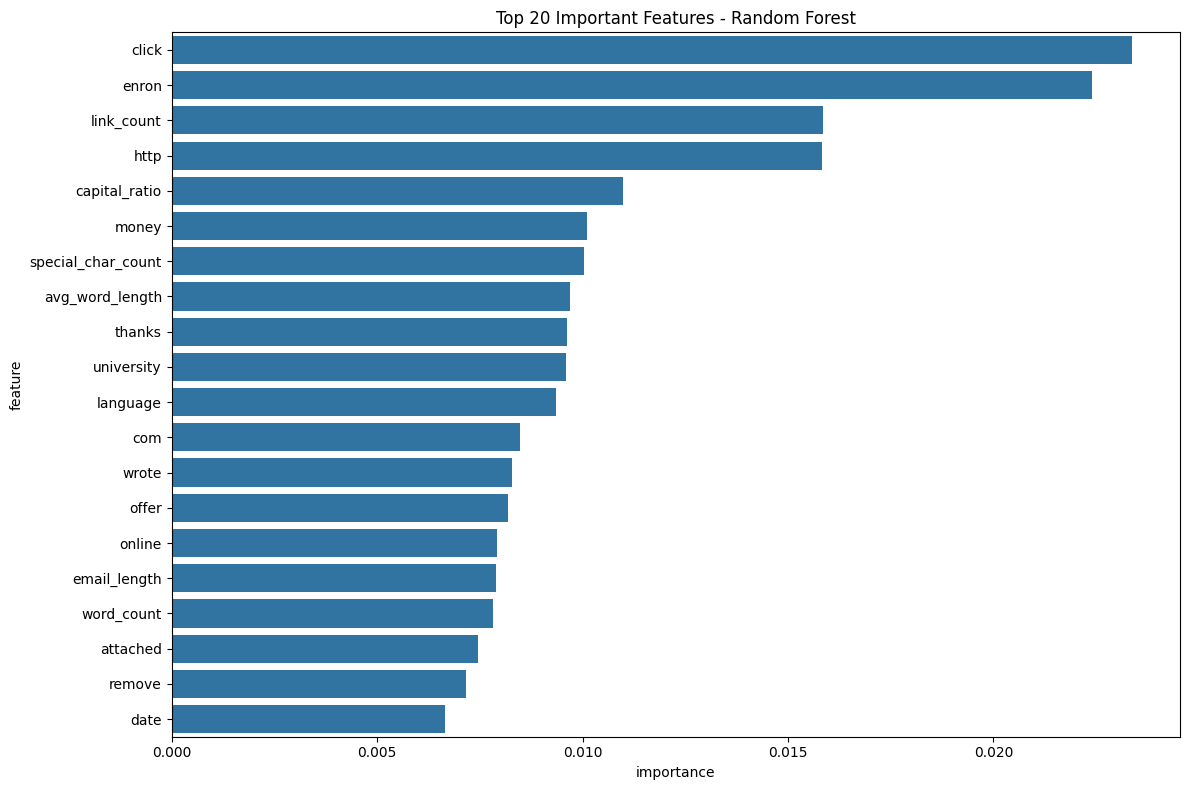 Top 20 Important Features - Random Forest
click
enron
link_count
http
capital_ratio
money
special_char_count
avg_word_length
thanks
university
language
com
wrote
offer
online
email_length
word_count
attached
remove
date
feature
0.000 0.005 0.010 0.015 0.020
importance